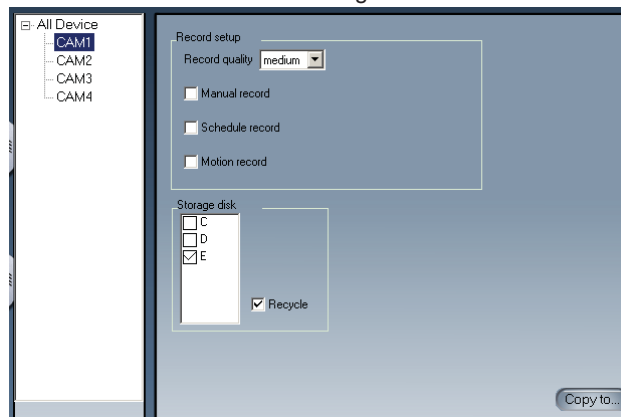 All Device
CAM1
CAM2
CAM3
CAM4
Record setup
Record quality medium
Manual record
Schedule record
Motion record
Storage disk
C
D
E
Recycle
Copy to...